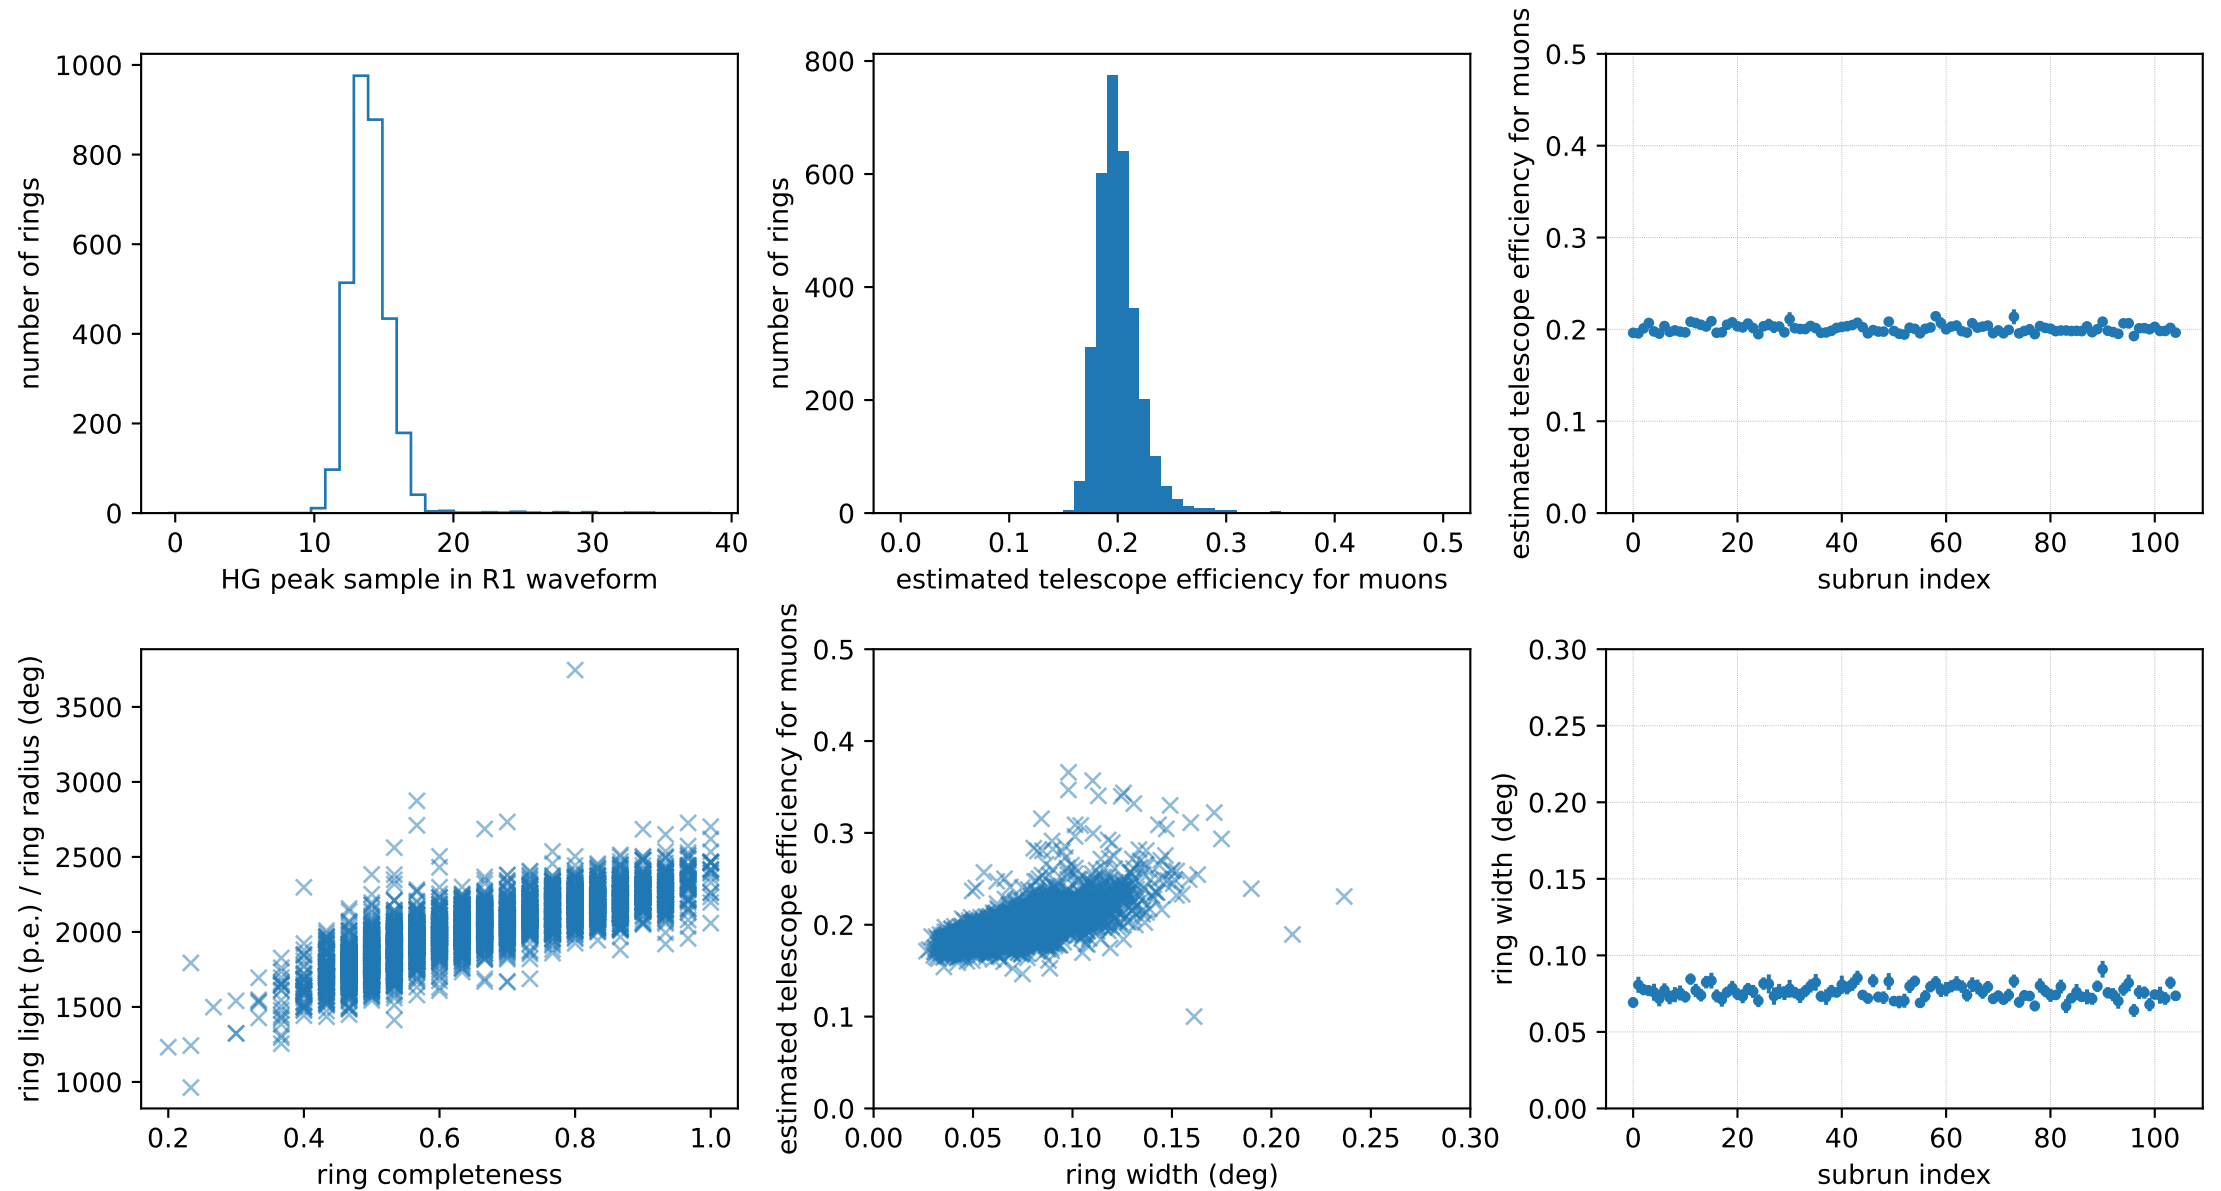 number of rings
1000
800
600
400
200
0
0 10 20 30 40
HG peak sample in R1 waveform
number of rings
800
600
400
200
0
0.0 0.1 0.2 0.3 0.4 0.5
estimated telescope efficiency for muons
estimated telescope efficiency for muons
0.5
0.4
0.3
0.2
0.1
0.0
0 20 40 60 80 100
subrun index
ring light (p.e.) / ring radius (deg)
3500
3000
2500
2000
1500
1000
0.2 0.4 0.6 0.8 1.0
ring completeness
estimated telescope efficiency for muons
0.5
0.4
0.3
0.2
0.1
0.0
0.00 0.05 0.10 0.15 0.20 0.25 0.30
ring width (deg)
ring width (deg)
0.30
0.25
0.20
0.15
0.10
0.05
0.00
0 20 40 60 80 100
subrun index